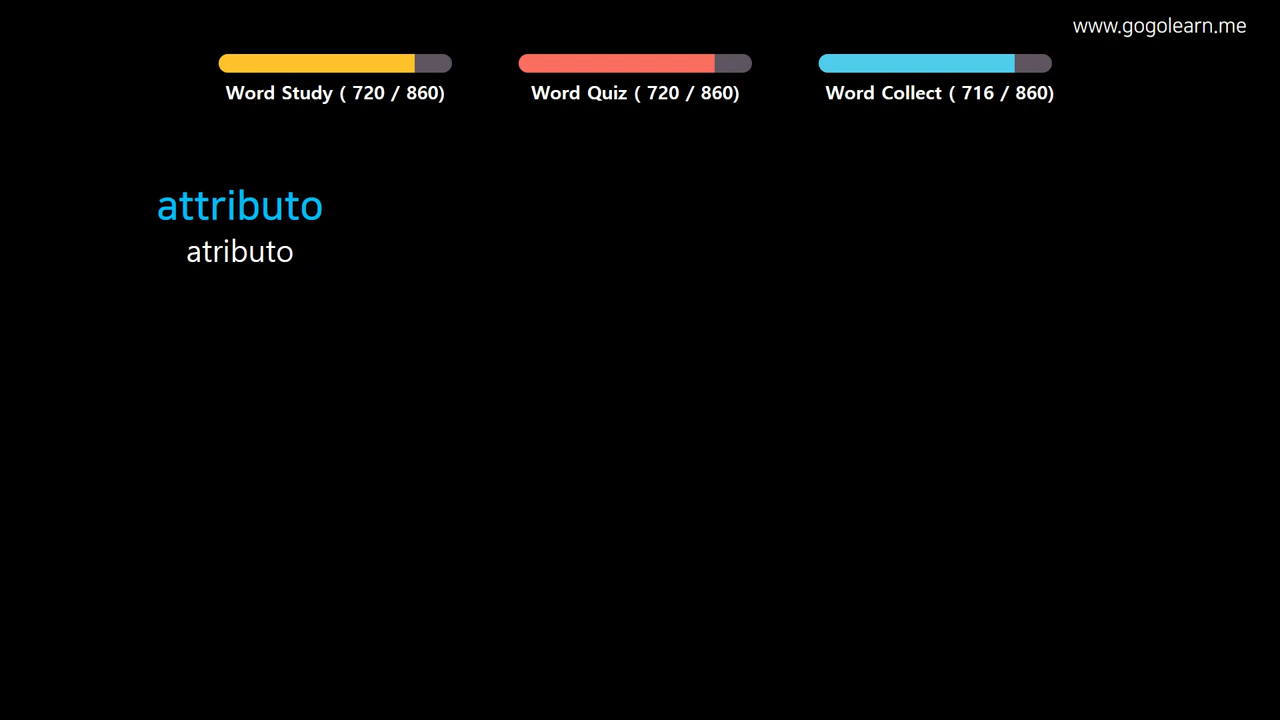 www.gogolearn.me
Word Study ( 720 / 860)
Word Quiz ( 720 / 860)
Word Collect ( 716 / 860)
attributo
atributo